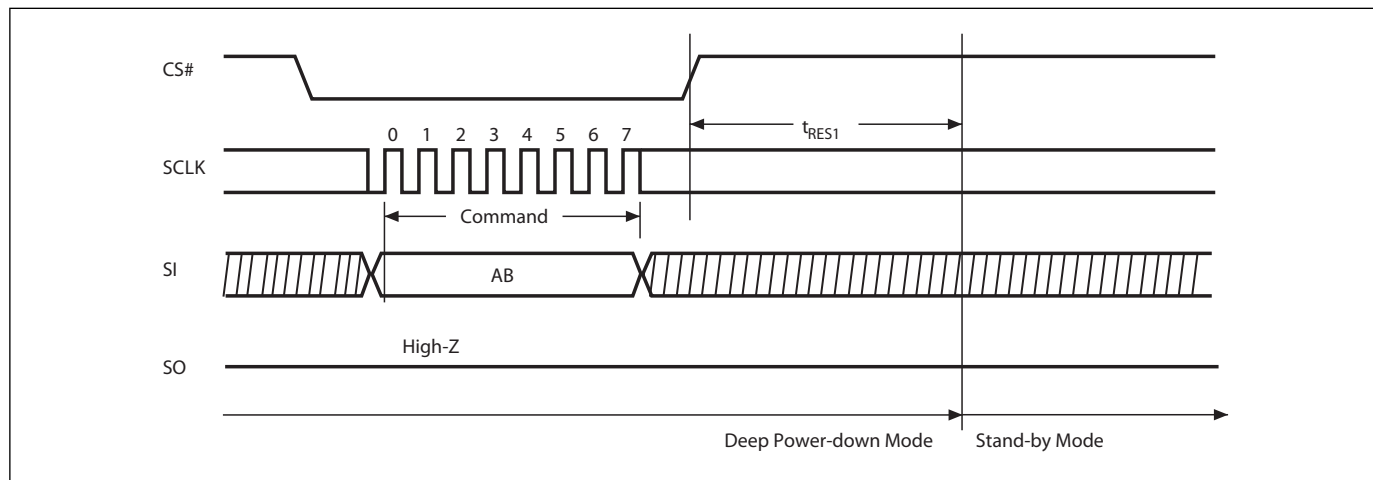 CS#
t_RES1
0 1 2 3 4 5 6 7
SCLK
Command
SI
AB
High-Z
SO
Deep Power-down Mode
Stand-by Mode